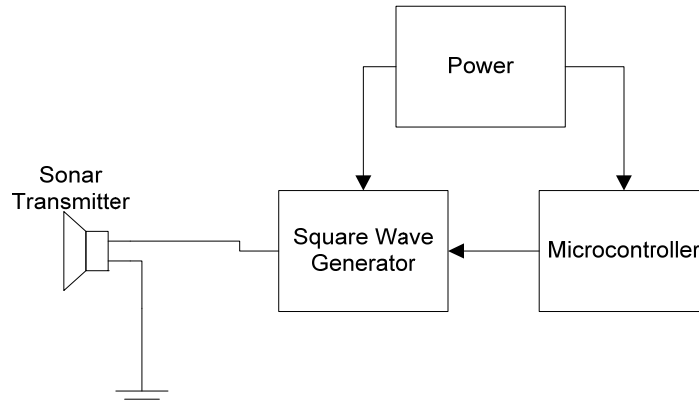 Power
Sonar
Transmitter
Square Wave
Generator
Microcontroller